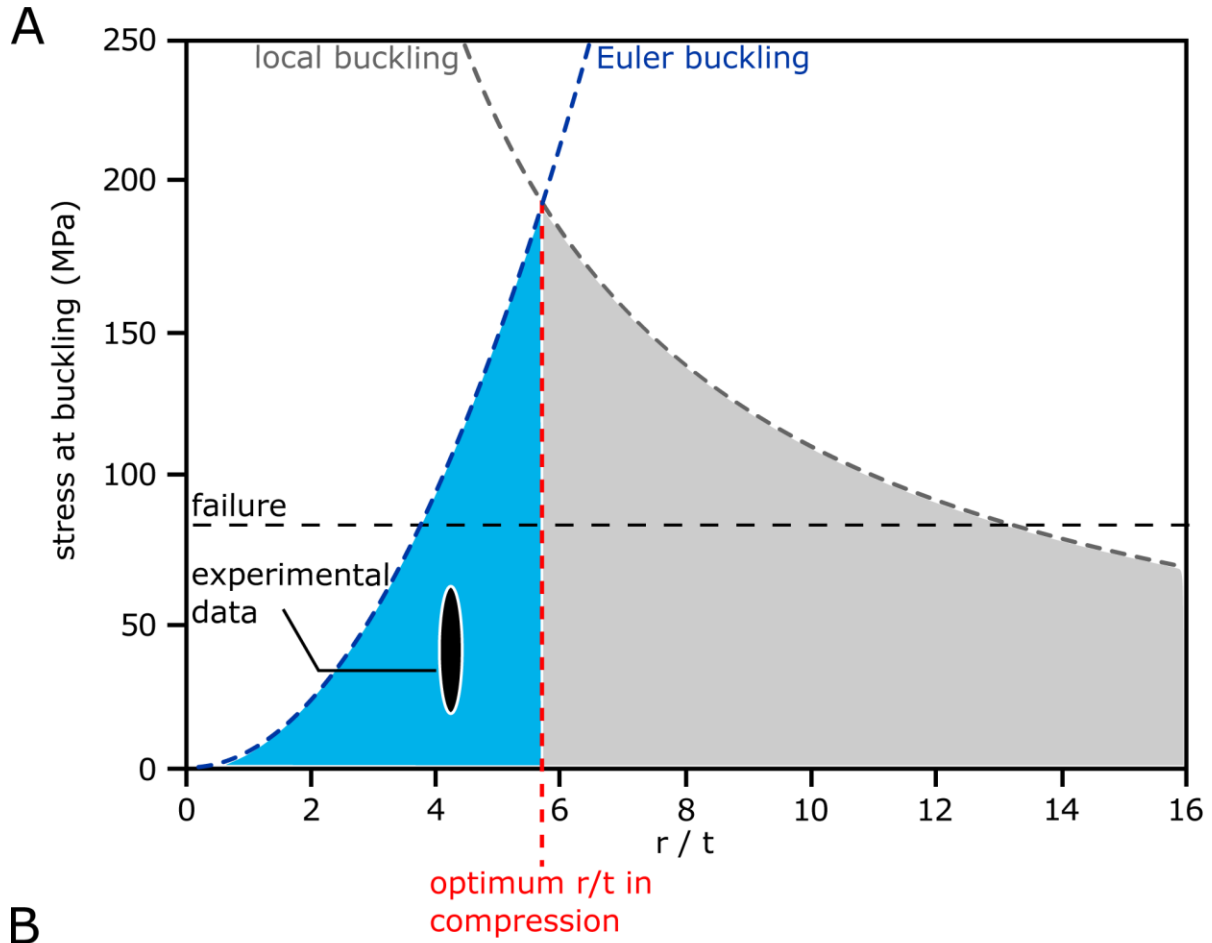 A
250
local buckling
Euler buckling
200
stress at buckling (MPa)
150
100
failure
experimental
data
50
0
0 2 4 6 8 10 12 14 16
r / t
optimum r/t in
compression
B